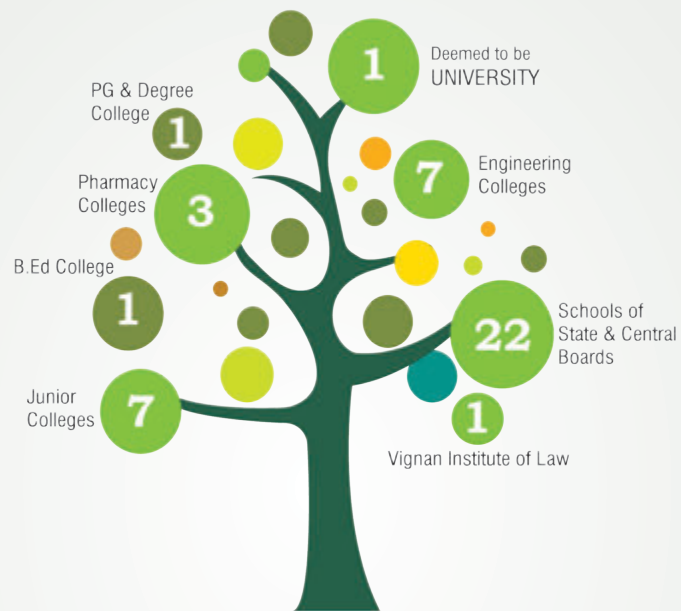 1
Deemed to be
UNIVERSITY
PG & Degree
College
1
7
Engineering
Colleges
Pharmacy
Colleges
3
B.Ed College
1
22
Schools of
State & Central
Boards
Junior
Colleges
7
1
Vignan Institute of Law